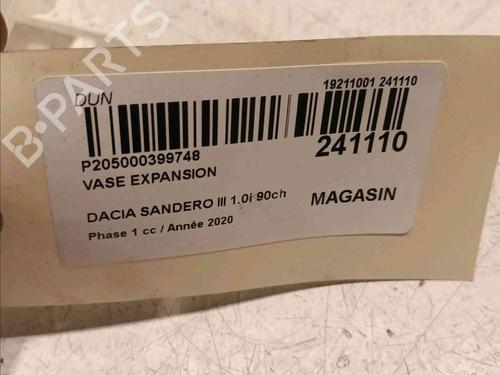 DUN
19211001 241110
P205000399748
241110
VASE EXPANSION
DACIA SANDERO III 1.0i 90ch
MAGASIN
Phase 1 cc / Année 2020
B-PARTS